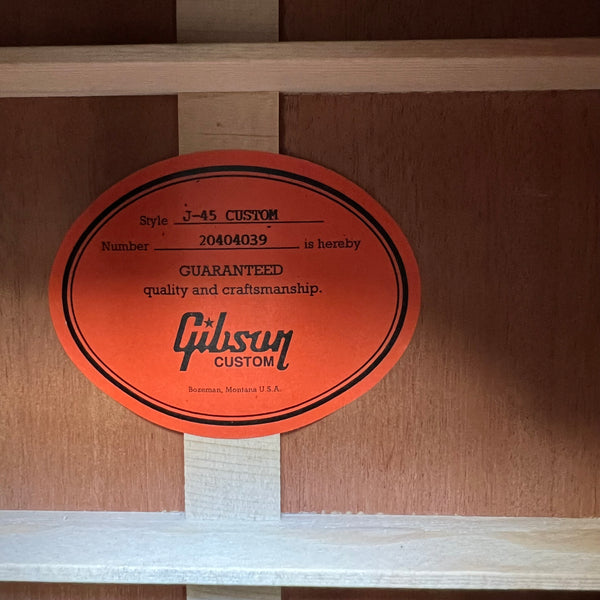 Style J-45 CUSTOM
Number 20404039 is hereby
GUARANTEED
quality and craftsmanship.
Gibson
CUSTOM
Bozeman, Montana U.S.A.